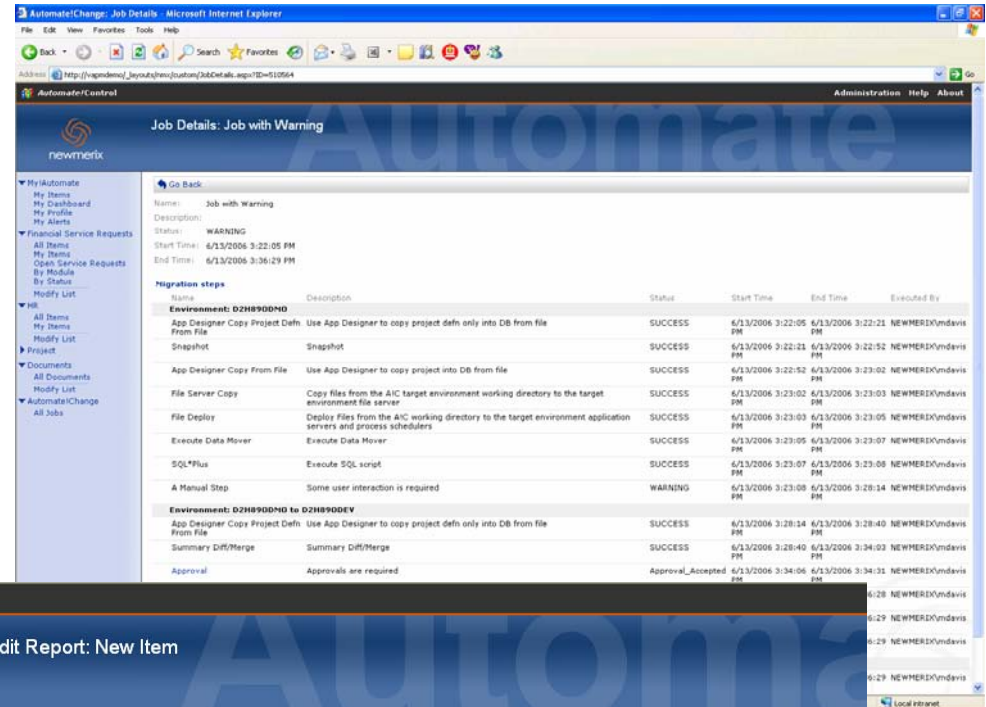 Automate!Change: Job Details - Microsoft Internet Explorer
File Edit View Favorites Tools Help
Back Search Favorites
Address http://vapmdemo/_layouts/nmx/custom/JobDetails.aspx?ID=510564 Go
Automate!Control Administration Help About
Automate
newmerix
Job Details: Job with Warning
My!Automate
My Items
My Dashboard
My Profile
My Alerts
Financial Service Requests
All Items
My Items
Open Service Requests
By Module
By Status
Modify List
HR
All Items
My Items
Modify List
Project
Documents
All Documents
Modify List
Automate!Change
All Jobs
Go Back
Name: Job with Warning
Description:
Status: WARNING
Start Time: 6/13/2006 3:22:05 PM
End Time: 6/13/2006 3:36:29 PM
Migration steps
Name Description Status Start Time End Time Executed By
Environment: D2H890DMO
App Designer Copy Project Defn Use App Designer to copy project defn only into DB from file SUCCESS 6/13/2006 3:22:05 6/13/2006 3:22:21 NEWMERIX\mdavis
From File PM PM
Snapshot Snapshot SUCCESS 6/13/2006 3:22:21 6/13/2006 3:22:52 NEWMERIX\mdavis
PM PM
App Designer Copy From File Use App Designer to copy project into DB from file SUCCESS 6/13/2006 3:22:52 6/13/2006 3:23:02 NEWMERIX\mdavis
PM PM
File Server Copy Copy files from the A!C target environment working directory to the target SUCCESS 6/13/2006 3:23:02 6/13/2006 3:23:03 NEWMERIX\mdavis
environment file server PM PM
File Deploy Deploy Files from the A!C working directory to the target environment application SUCCESS 6/13/2006 3:23:03 6/13/2006 3:23:05 NEWMERIX\mdavis
servers and process schedulers PM PM
Execute Data Mover Execute Data Mover SUCCESS 6/13/2006 3:23:05 6/13/2006 3:23:07 NEWMERIX\mdavis
PM PM
SQL*Plus Execute SQL script SUCCESS 6/13/2006 3:23:07 6/13/2006 3:23:08 NEWMERIX\mdavis
PM PM
A Manual Step Some user interaction is required WARNING 6/13/2006 3:23:08 6/13/2006 3:28:14 NEWMERIX\mdavis
PM PM
Environment: D2H890DMO to D2H890DEV
App Designer Copy Project Defn Use App Designer to copy project defn only into DB from file SUCCESS 6/13/2006 3:28:14 6/13/2006 3:28:40 NEWMERIX\mdavis
From File PM PM
Summary Diff/Merge Summary Diff/Merge SUCCESS 6/13/2006 3:28:40 6/13/2006 3:34:03 NEWMERIX\mdavis
PM PM
Approval Approvals are required Approval_Accepted 6/13/2006 3:34:06 6/13/2006 3:34:31 NEWMERIX\mdavis
PM PM
6:28 NEWMERIX\mdavis
6:29 NEWMERIX\mdavis
6:29 NEWMERIX\mdavis
6:29 NEWMERIX\mdavis
Local intranet
dit Report: New Item
Automa